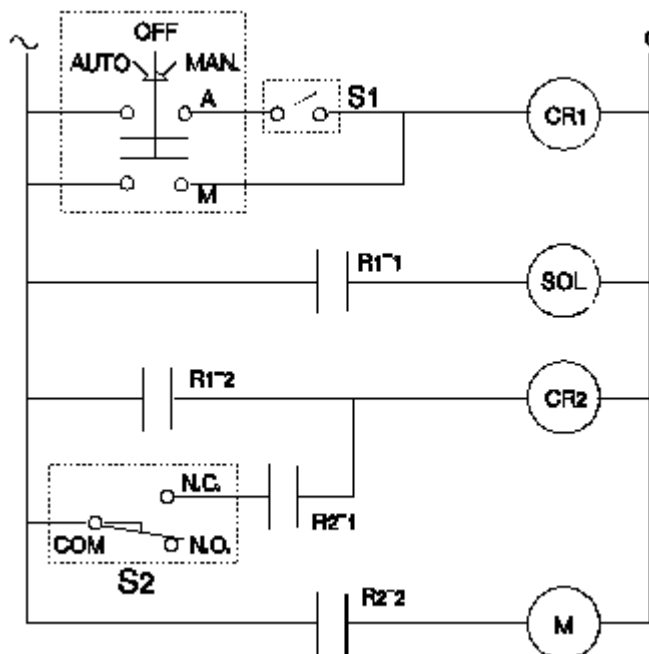 OFF
AUTO MAN.
A S1
CR1
M
R1-1
SOL
R1-2
CR2
N.C.
R2-1
COM N.O.
S2
R2-2
M